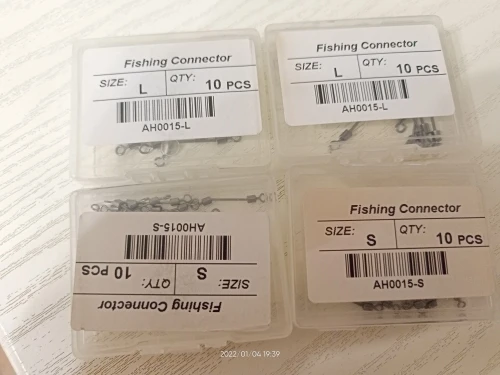 Fishing Connector
SIZE: L QTY: 10 PCS
AH0015-L
Fishing Connector
SIZE: L QTY: 10 PCS
AH0015-L
Fishing Connector
SIZE: S QTY: 10 PCS
AH0015-S
Fishing Connector
SIZE: S QTY: 10 PCS
AH0015-S
2022. 01. 04 19:39